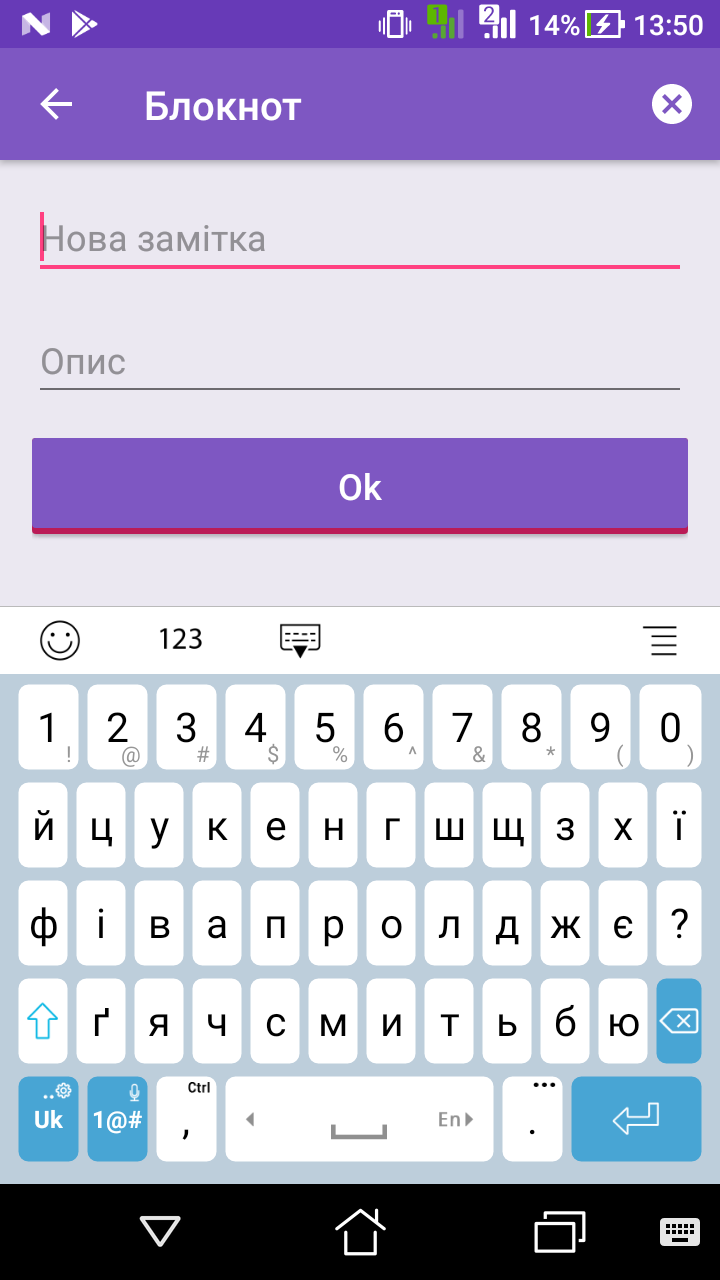 1 2 14% 13:50
Блокнот
Нова замітка
Опис
Ok
123
1 2 3 4 5 6 7 8 9 0
! @ # $ % ^ & * ( )
й ц у к е н г ш щ з х ї
ф і в а п р о л д ж є ?
ґ я ч с м и т ь б ю
Ctrl ...
Uk 1@# , En .